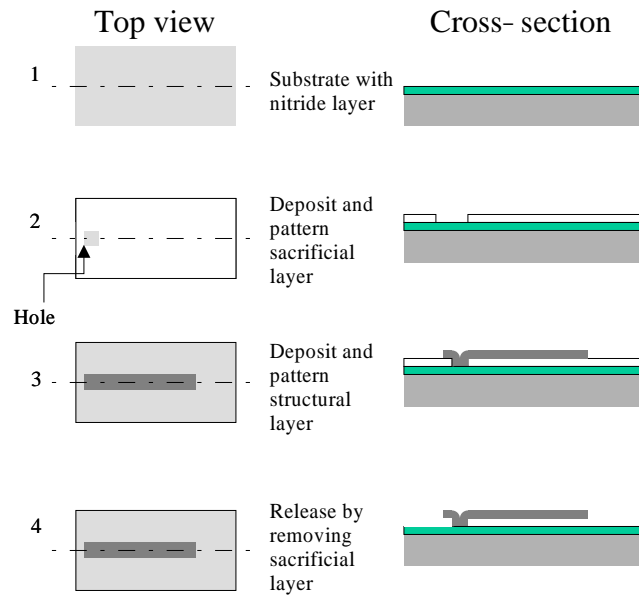 Top view
Cross- section
1
Substrate with
nitride layer
2
Deposit and
pattern
sacrificial
layer
Hole
3
Deposit and
pattern
structural
layer
4
Release by
removing
sacrificial
layer